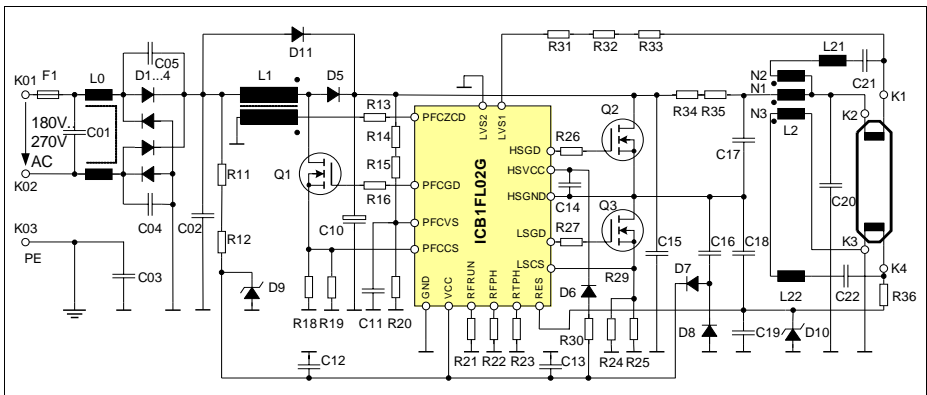 D11
R31 R32 R33
C05
K01 F1 L0 D1...4
L1 D5
L21
C21
N2
N1
N3
L2
K1
K2
R13
R14
R15
R16
PFCZCD
LVS2
LVS1
Q2
R34 R35
180V..
270V
AC
C01
K02
HSGD
R26
HSVCC
HSGND
C14
C17
R11
Q1
PFCGD
ICB1FL02G
Q3
C20
R12
C04
C02
C10
PFCVS
PFCCS
LSGD
R27
LSCS
R29
C15
C16
C18
K03
PE
C03
K3
K4
D9
R18 R19 C11 R20
GND
VCC
RFRUN
RFPH
RTPH
RES
D6
D7
L22
C22
R36
R30
D8
C19
D10
R21 R22 R23
R24 R25
C12
C13